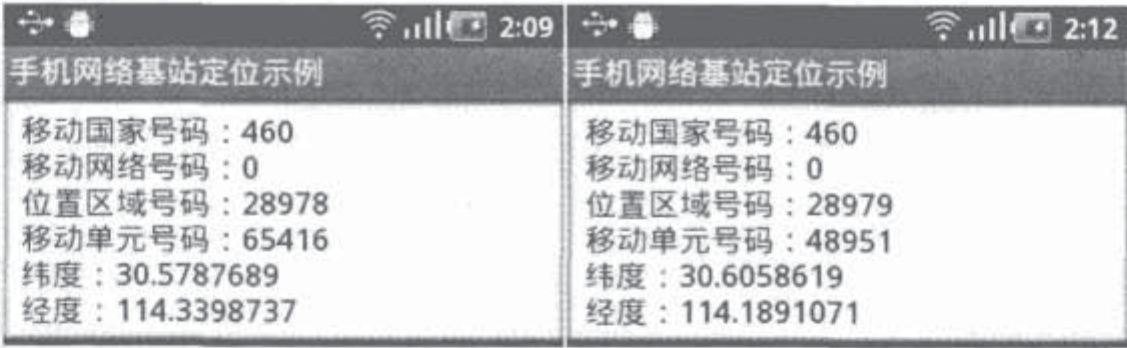 2:09
手机网络基站定位示例
移动国家号码：460
移动网络号码：0
位置区域号码：28978
移动单元号码：65416
纬度：30.5787689
经度：114.3398737
2:12
手机网络基站定位示例
移动国家号码：460
移动网络号码：0
位置区域号码：28979
移动单元号码：48951
纬度：30.6058619
经度：114.1891071